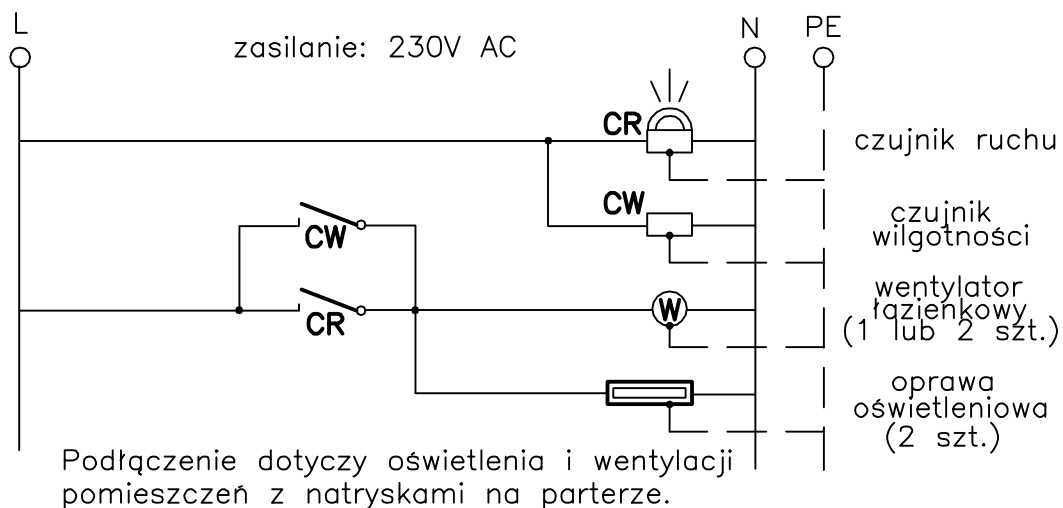 L
N
PE
zasilanie: 230V AC
CR
czujnik ruchu
CW
czujnik
wilgotności
CW
wentylator
łazienkowy
(1 lub 2 szt.)
CR
W
oprawa
oświetleniowa
(2 szt.)
Podłączenie dotyczy oświetlenia i wentylacji
pomieszczeń z natryskami na parterze.